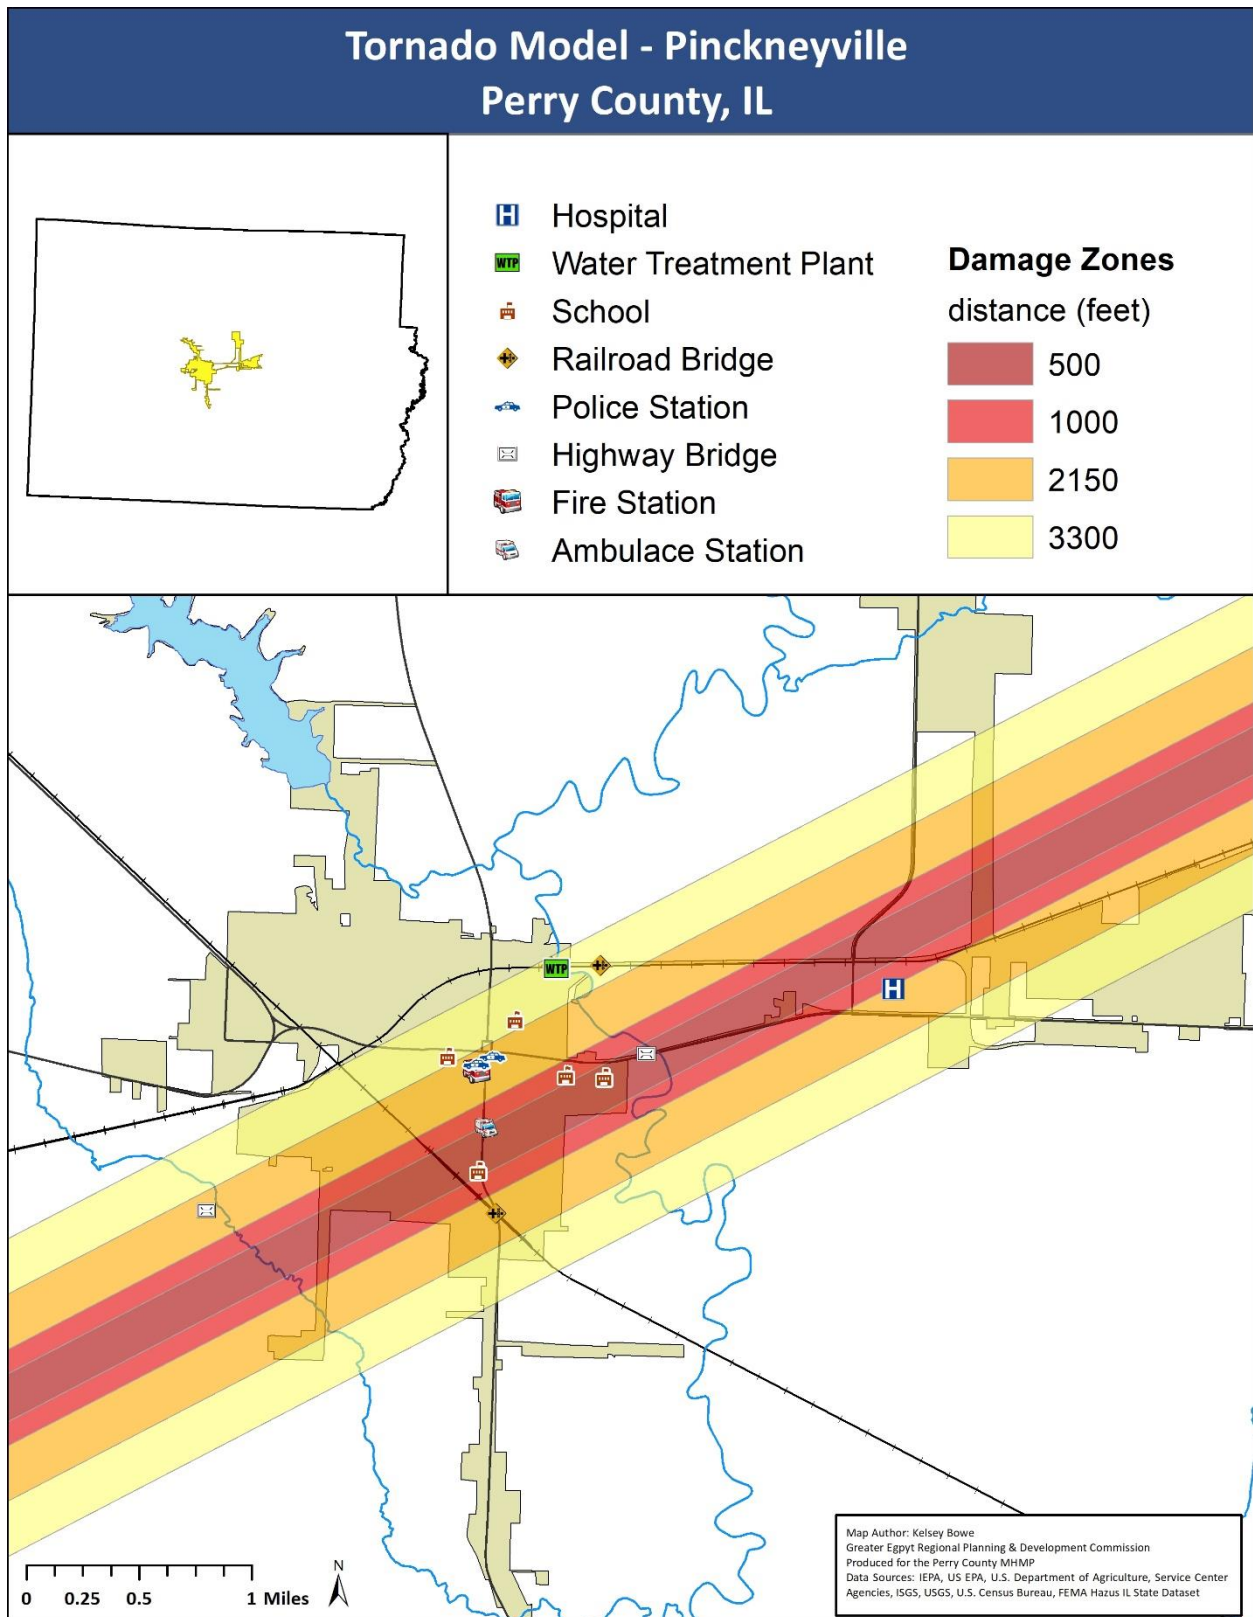 Tornado Model - Pinckneyville
Perry County, IL
Hospital
WTP Water Treatment Plant
School
Railroad Bridge
Police Station
Highway Bridge
Fire Station
Ambulace Station
Damage Zones
distance (feet)
500
1000
2150
3300
WTP
H
0 0.25 0.5 1 Miles
N
Map Author: Kelsey Bowe
Greater Egpyt Regional Planning & Development Commission
Produced for the Perry County MHMP
Data Sources: IEPA, US EPA, U.S. Department of Agriculture, Service Center
Agencies, ISGS, USGS, U.S. Census Bureau, FEMA Hazus IL State Dataset